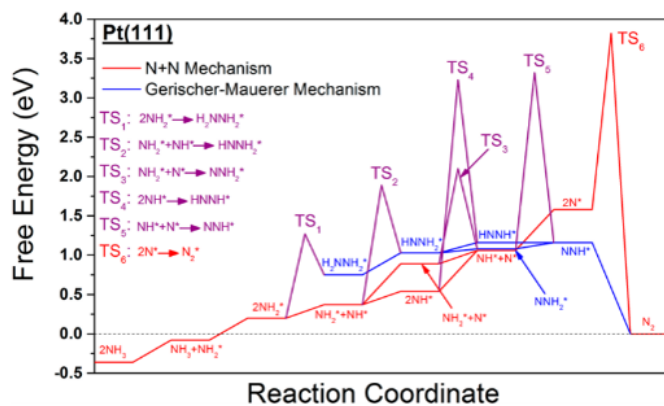 Pt(111)
N+N Mechanism
Gerischer-Mauerer Mechanism
TS₁: 2NH₂*→H₂NNH₂*
TS₂: NH₂*+NH*→HNNH₂*
TS₃: NH₂*+N*→NNH₂*
TS₄: 2NH*→HNNH*
TS₅: NH*+N*→NNH*
TS₆: 2N*→N₂*
Free Energy (eV)
4.0
3.5
3.0
2.5
2.0
1.5
1.0
0.5
0.0
-0.5
2NH₃
NH₃+NH₂*
2NH₂*
TS₁
H₂NNH₂*
NH₂*+NH*
TS₂
HNNH₂*
2NH*
NH₂*+N*
TS₄
TS₃
HNNH*
NH*+N*
NNH₂*
TS₅
NNH*
2N*
TS₆
N₂
Reaction Coordinate